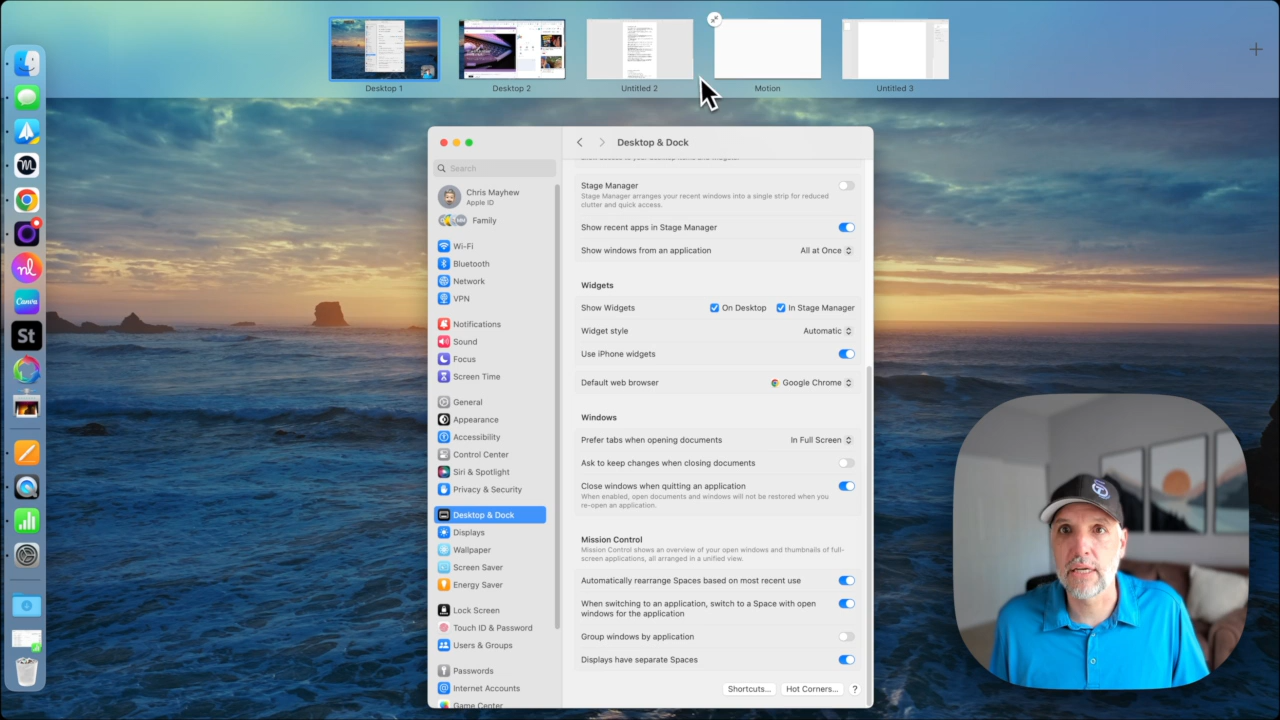 Desktop 1
Desktop 2
Untitled 2
Motion
Untitled 3
Search
Chris Mayhew
Apple ID
Family
Wi-Fi
Bluetooth
Network
VPN
Notifications
Sound
Focus
Screen Time
General
Appearance
Accessibility
Control Center
Siri & Spotlight
Privacy & Security
Desktop & Dock
Displays
Wallpaper
Screen Saver
Energy Saver
Lock Screen
Touch ID & Password
Users & Groups
Passwords
Internet Accounts
Game Center
Desktop & Dock
Stage Manager
Stage Manager arranges your recent windows into a single strip for reduced
clutter and quick access.
Show recent apps in Stage Manager
Show windows from an application All at Once
Widgets
Show Widgets On Desktop In Stage Manager
Widget style Automatic
Use iPhone widgets
Default web browser Google Chrome
Windows
Prefer tabs when opening documents In Full Screen
Ask to keep changes when closing documents
Close windows when quitting an application
When enabled, open documents and windows will not be restored when you
re-open an application.
Mission Control
Mission Control shows an overview of your open windows and thumbnails of full-
screen applications, all arranged in a unified view.
Automatically rearrange Spaces based on most recent use
When switching to an application, switch to a Space with open
windows for the application
Group windows by application
Displays have separate Spaces
Shortcuts... Hot Corners... ?
nl
Canva
St